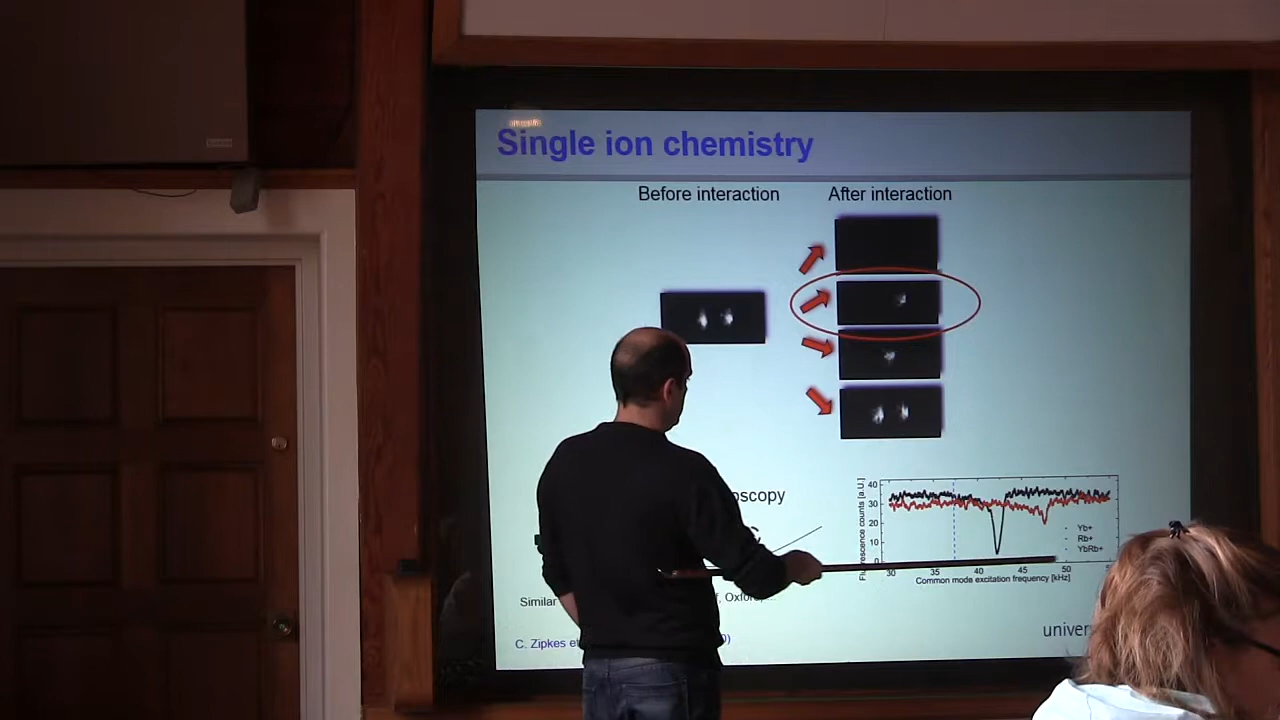 Single ion chemistry
Before interaction
After interaction
oscopy
Fluorescence counts [a.U.]
40
30
20
10
0
Yb+
Rb+
YbRb+
30 35 40 45 50
Common mode excitation frequency [kHz]
Similar
f, Oxford,...
C. Zipkes et
0)
univer